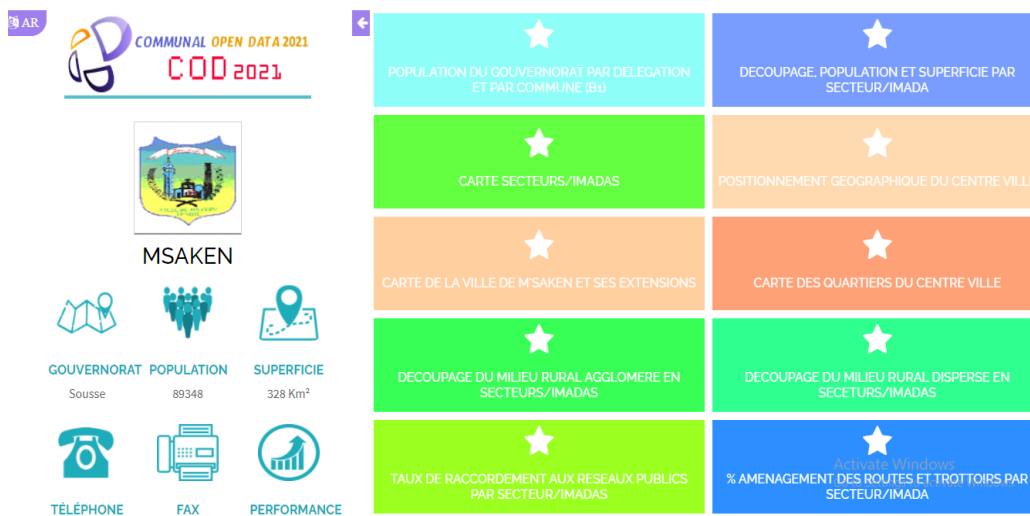 AR
COMMUNAL OPEN DATA 2021
COD 2021
MSAKEN
GOUVERNORAT
Sousse
POPULATION
89348
SUPERFICIE
328 Km²
TÉLÉPHONE
FAX
PERFORMANCE
POPULATION DU GOUVERNORAT PAR DELEGATION
ET PAR COMMUNE (B1)
DECOUPAGE, POPULATION ET SUPERFICIE PAR
SECTEUR/IMADA
CARTE SECTEURS/IMADAS
POSITIONNEMENT GEOGRAPHIQUE DU CENTRE VILL
CARTE DE LA VILLE DE M'SAKEN ET SES EXTENSIONS
CARTE DES QUARTIERS DU CENTRE VILLE
DECOUPAGE DU MILIEU RURAL AGGLOMERE EN
SECTEURS/IMADAS
DECOUPAGE DU MILIEU RURAL DISPERSE EN
SECETURS/IMADAS
TAUX DE RACCORDEMENT AUX RESEAUX PUBLICS
PAR SECTEUR/IMADAS
Activate Windows
% AMENAGEMENT DES ROUTES ET TROTTOIRS PAR
SECTEUR/IMADA